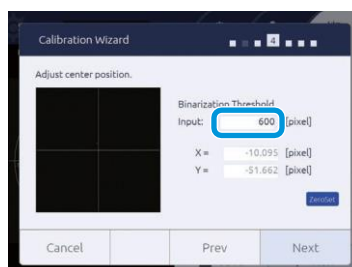 Calibration Wizard
4
Adjust center position.
Binarization Threshold
Input: 600 [pixel]
X = -10.095 [pixel]
Y = -51.662 [pixel]
ZeroSet
Cancel Prev Next